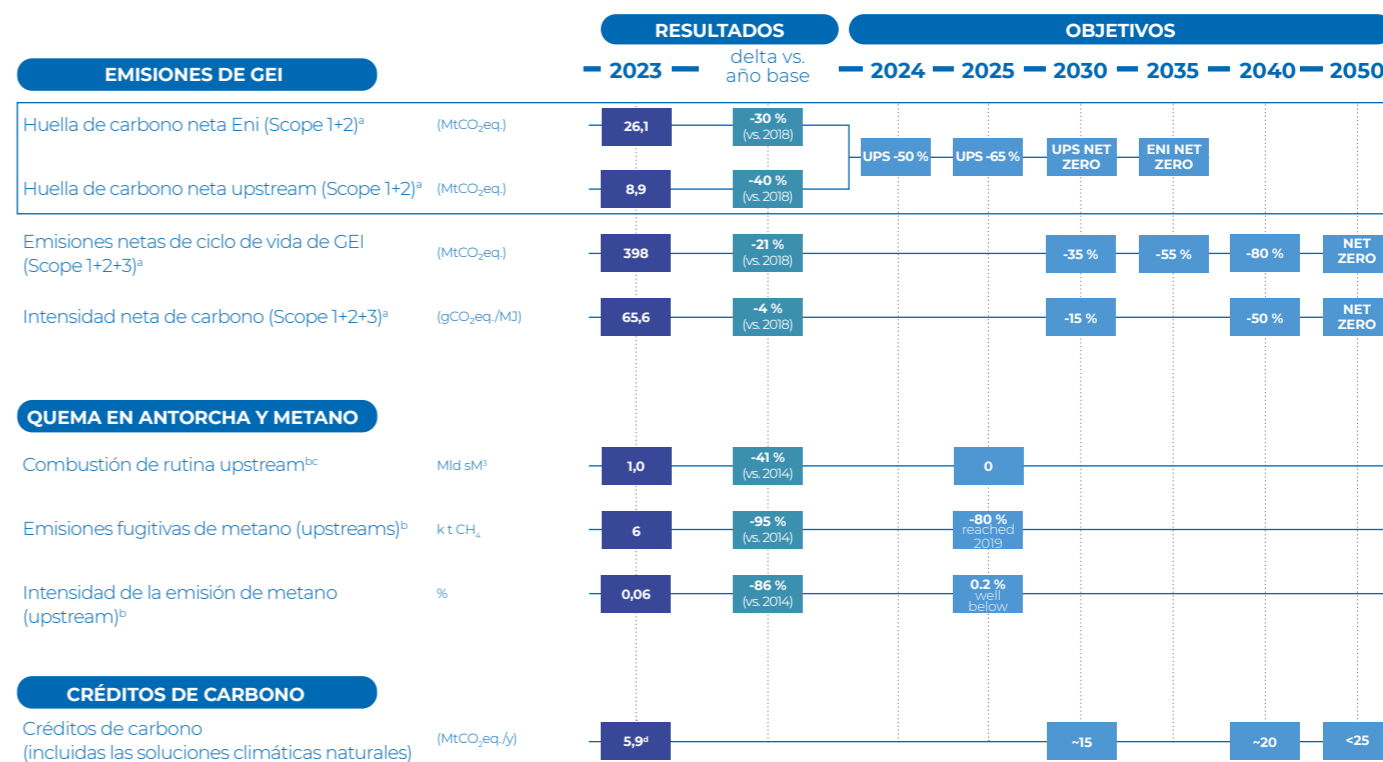 RESULTADOS OBJETIVOS
EMISIONES DE GEI 2023 delta vs. año base 2024 2025 2030 2035 2040 2050
Huella de carbono neta Eni (Scope 1+2)ᵃ (MtCO₂eq.) 26,1 -30 % (vs. 2018)
UPS -50 % UPS -65 % UPS NET ZERO ENI NET ZERO
Huella de carbono neta upstream (Scope 1+2)ᵃ (MtCO₂eq.) 8,9 -40 % (vs. 2018)
Emisiones netas de ciclo de vida de GEI
(Scope 1+2+3)ᵃ (MtCO₂eq.) 398 -21 % (vs. 2018) -35 % -55 % -80 % NET ZERO
Intensidad neta de carbono (Scope 1+2+3)ᵃ (gCO₂eq./MJ) 65,6 -4 % (vs. 2018) -15 % -50 % NET ZERO
QUEMA EN ANTORCHA Y METANO
Combustión de rutina upstreamᵇᶜ Mld sM³ 1,0 -41 % (vs. 2014) 0
Emisiones fugitivas de metano (upstreams)ᵇ k t CH₄ 6 -95 % (vs. 2014) -80 % reached 2019
Intensidad de la emisión de metano
(upstream)ᵇ % 0,06 -86 % (vs. 2014) 0.2 % well below
CRÉDITOS DE CARBONO
Créditos de carbono
(incluidas las soluciones climáticas naturales) (MtCO₂eq./y) 5,9ᵈ ~15 ~20 <25